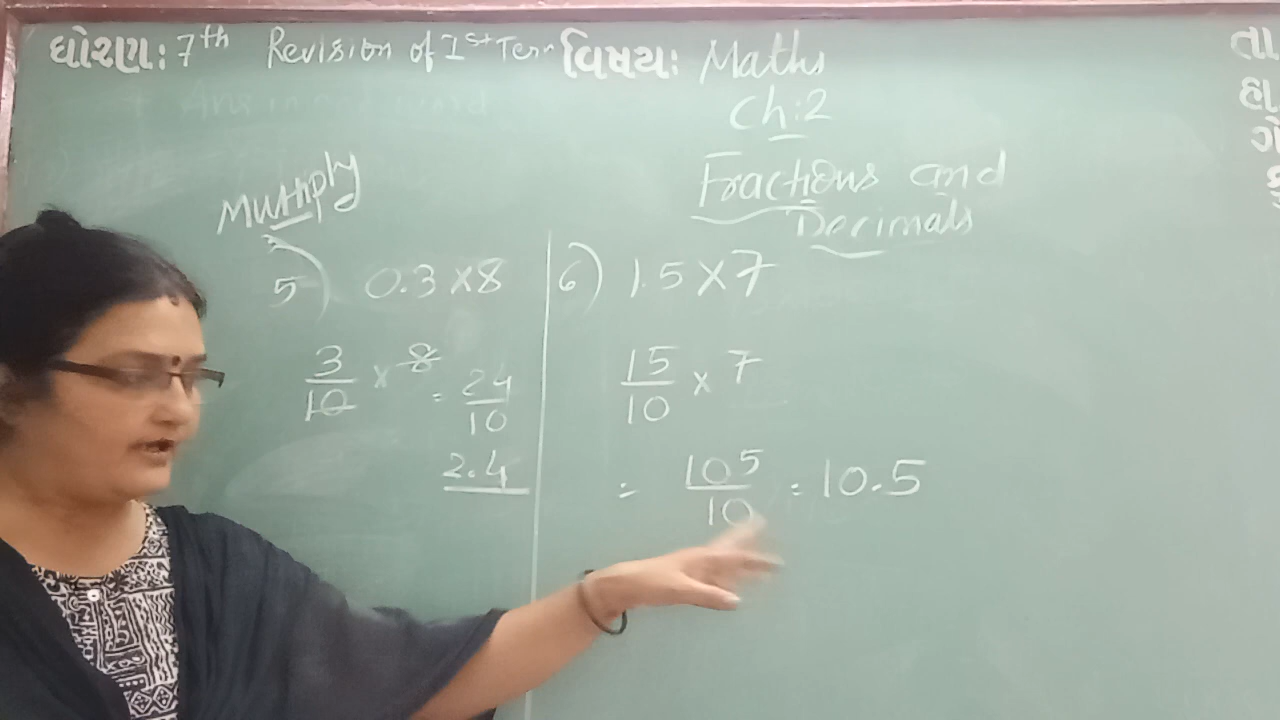 ધોરણ: 7th Revision of 1st Term વિષય: Maths
Ch:2
Fractions and
Decimals
Multiply
5) 0.3 x 8
3/10 x 8 = 24/10
2.4
6) 1.5 x 7
15/10 x 7
= 105/10 = 10.5
તા
હા